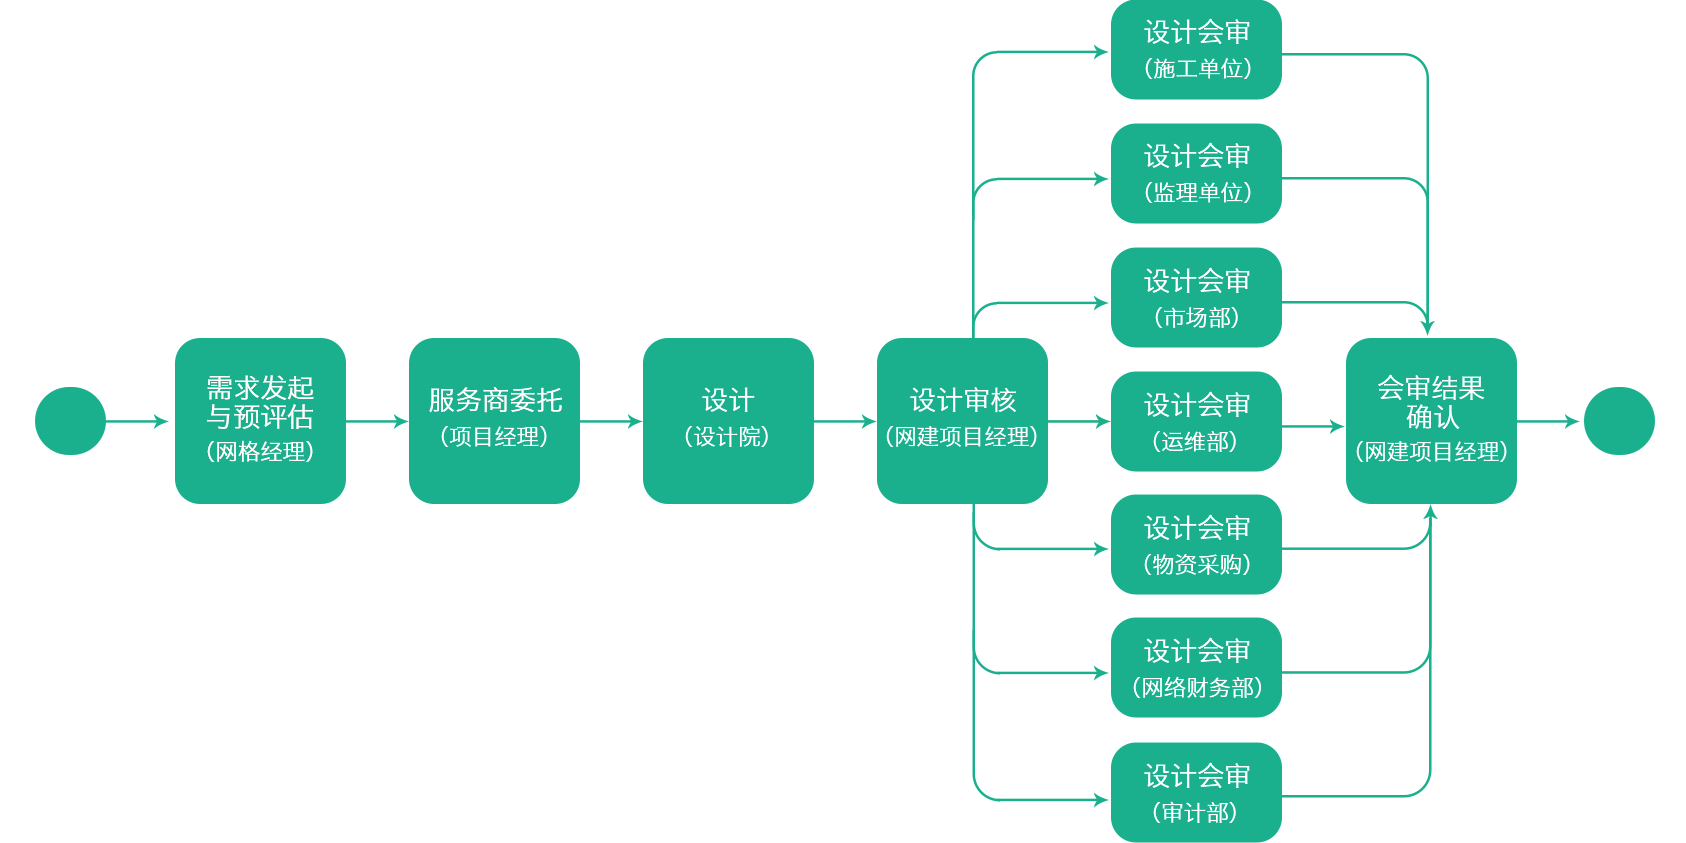 需求发起
与预评估
（网格经理）
服务商委托
（项目经理）
设计
（设计院）
设计审核
（网建项目经理）
设计会审
（施工单位）
设计会审
（监理单位）
设计会审
（市场部）
设计会审
（运维部）
设计会审
（物资采购）
设计会审
（网络财务部）
设计会审
（审计部）
会审结果
确认
（网建项目经理）